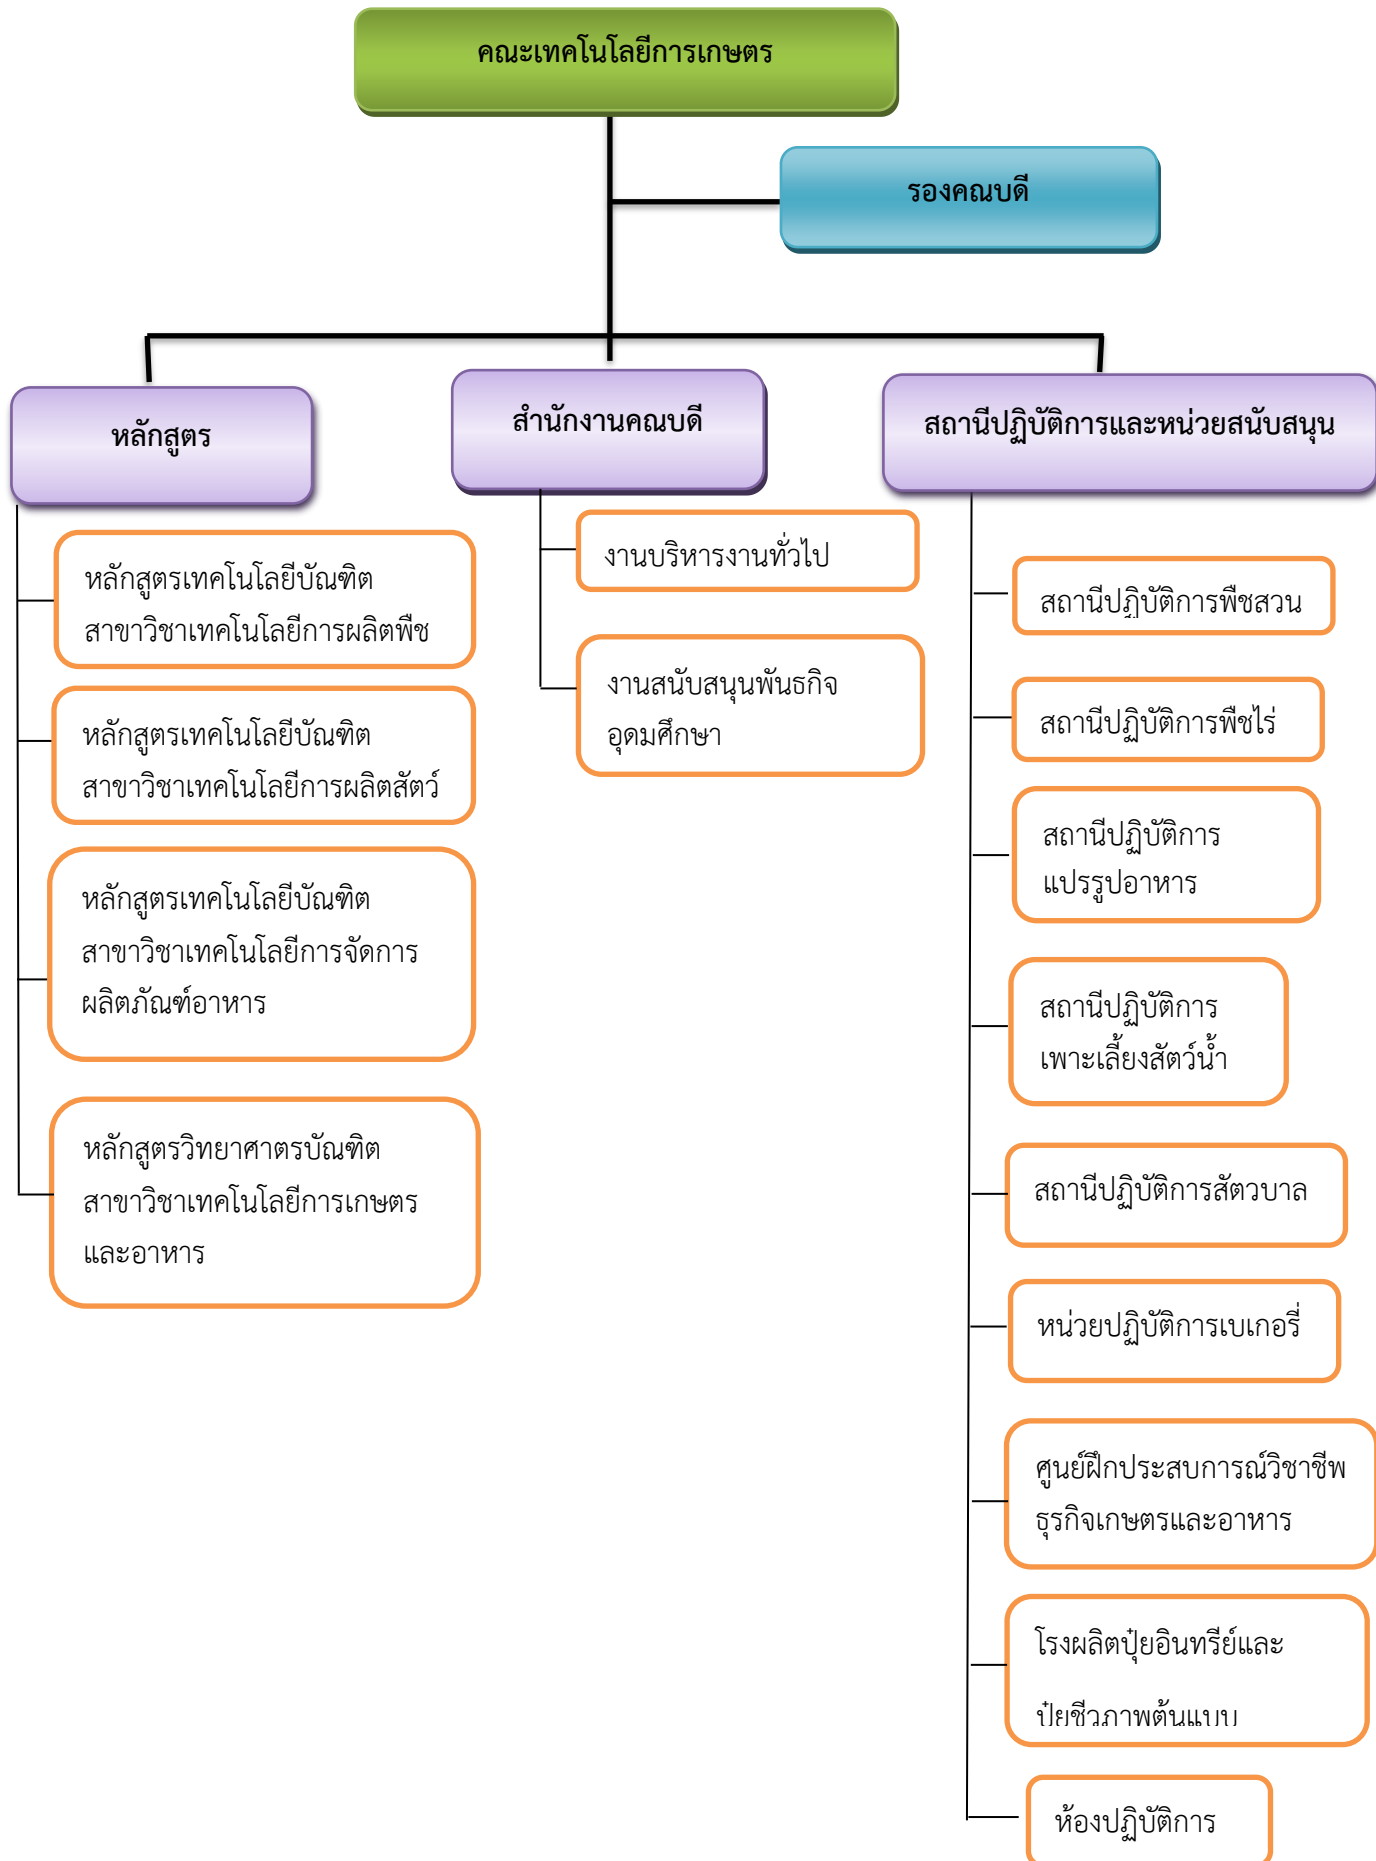 คณะเทคโนโลยีการเกษตร
รองคณบดี
หลักสูตร
หลักสูตรเทคโนโลยีบัณฑิต
สาขาวิชาเทคโนโลยีการผลิตพืช
หลักสูตรเทคโนโลยีบัณฑิต
สาขาวิชาเทคโนโลยีการผลิตสัตว์
หลักสูตรเทคโนโลยีบัณฑิต
สาขาวิชาเทคโนโลยีการจัดการ
ผลิตภัณฑ์อาหาร
หลักสูตรวิทยาศาตรบัณฑิต
สาขาวิชาเทคโนโลยีการเกษตร
และอาหาร
สำนักงานคณบดี
งานบริหารงานทั่วไป
งานสนับสนุนพันธกิจ
อุดมศึกษา
สถานีปฏิบัติการและหน่วยสนับสนุน
สถานีปฏิบัติการพืชสวน
สถานีปฏิบัติการพืชไร่
สถานีปฏิบัติการ
แปรรูปอาหาร
สถานีปฏิบัติการ
เพาะเลี้ยงสัตว์น้ำ
สถานีปฏิบัติการสัตวบาล
หน่วยปฏิบัติการเบเกอรี่
ศูนย์ฝึกประสบการณ์วิชาชีพ
ธุรกิจเกษตรและอาหาร
โรงผลิตปุ๋ยอินทรีย์และ
ปุ๋ยชีวภาพต้นแบบ
ห้องปฏิบัติการ